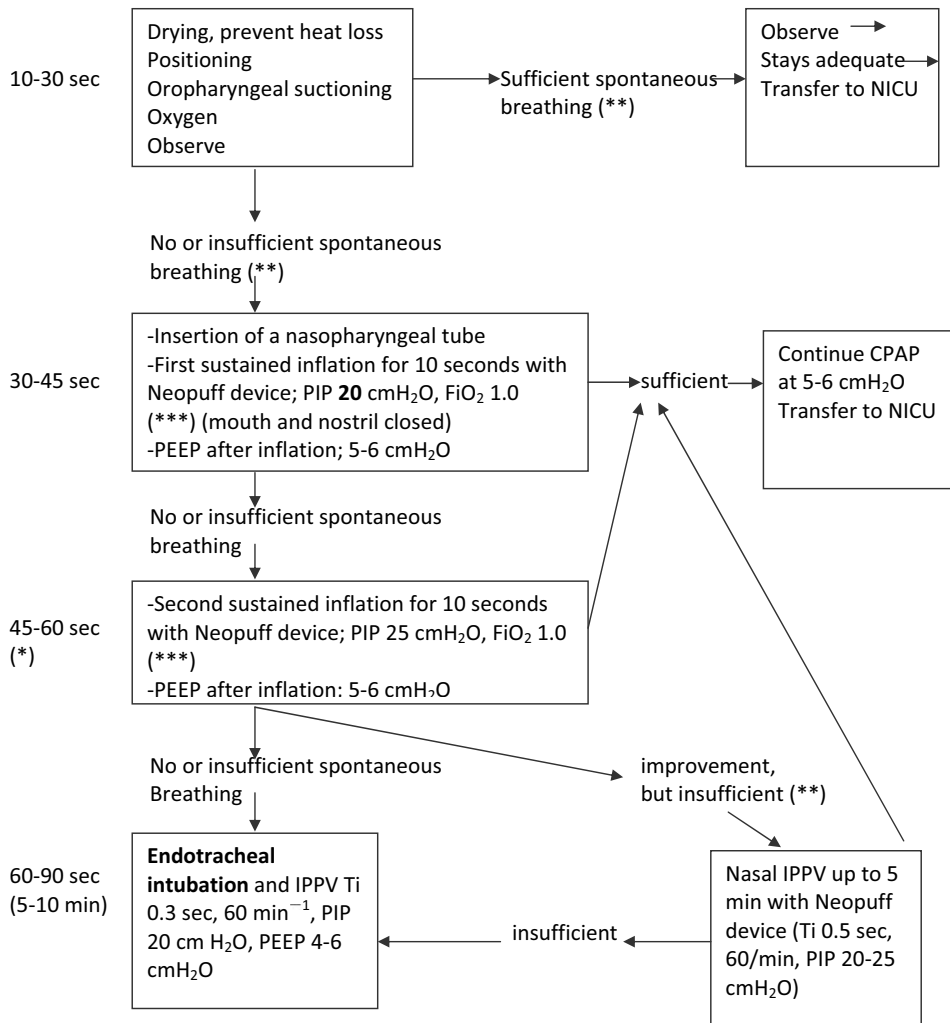 10-30 sec
Drying, prevent heat loss
Positioning
Oropharyngeal suctioning
Oxygen
Observe
Sufficient spontaneous
breathing (**)
Observe
Stays adequate
Transfer to NICU
No or insufficient spontaneous
breathing (**)
30-45 sec
-Insertion of a nasopharyngeal tube
-First sustained inflation for 10 seconds with
Neopuff device; PIP 20 cmH₂O, FiO₂ 1.0
(***) (mouth and nostril closed)
-PEEP after inflation; 5-6 cmH₂O
sufficient
Continue CPAP
at 5-6 cmH₂O
Transfer to NICU
No or insufficient spontaneous
breathing
45-60 sec
(*)
-Second sustained inflation for 10 seconds
with Neopuff device; PIP 25 cmH₂O, FiO₂ 1.0
(***)
-PEEP after inflation: 5-6 cmH₂O
No or insufficient spontaneous
Breathing
improvement,
but insufficient (**)
60-90 sec
(5-10 min)
Endotracheal
intubation and IPPV Ti
0.3 sec, 60 min⁻¹, PIP
20 cm H₂O, PEEP 4-6
cmH₂O
insufficient
Nasal IPPV up to 5
min with Neopuff
device (Ti 0.5 sec,
60/min, PIP 20-25
cmH₂O)